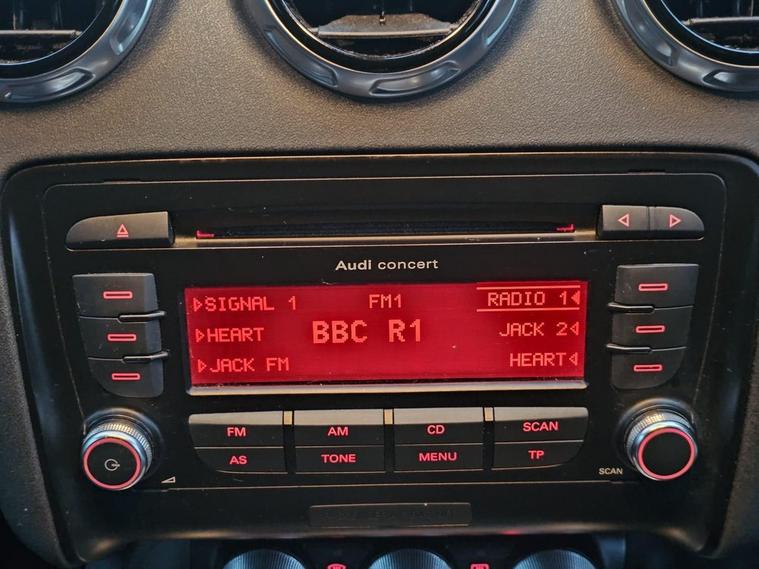 Audi concert
SIGNAL 1 FM1 RADIO 1
HEART BBC R1 JACK 2
JACK FM HEART
FM AM CD SCAN
AS TONE MENU TP
SCAN